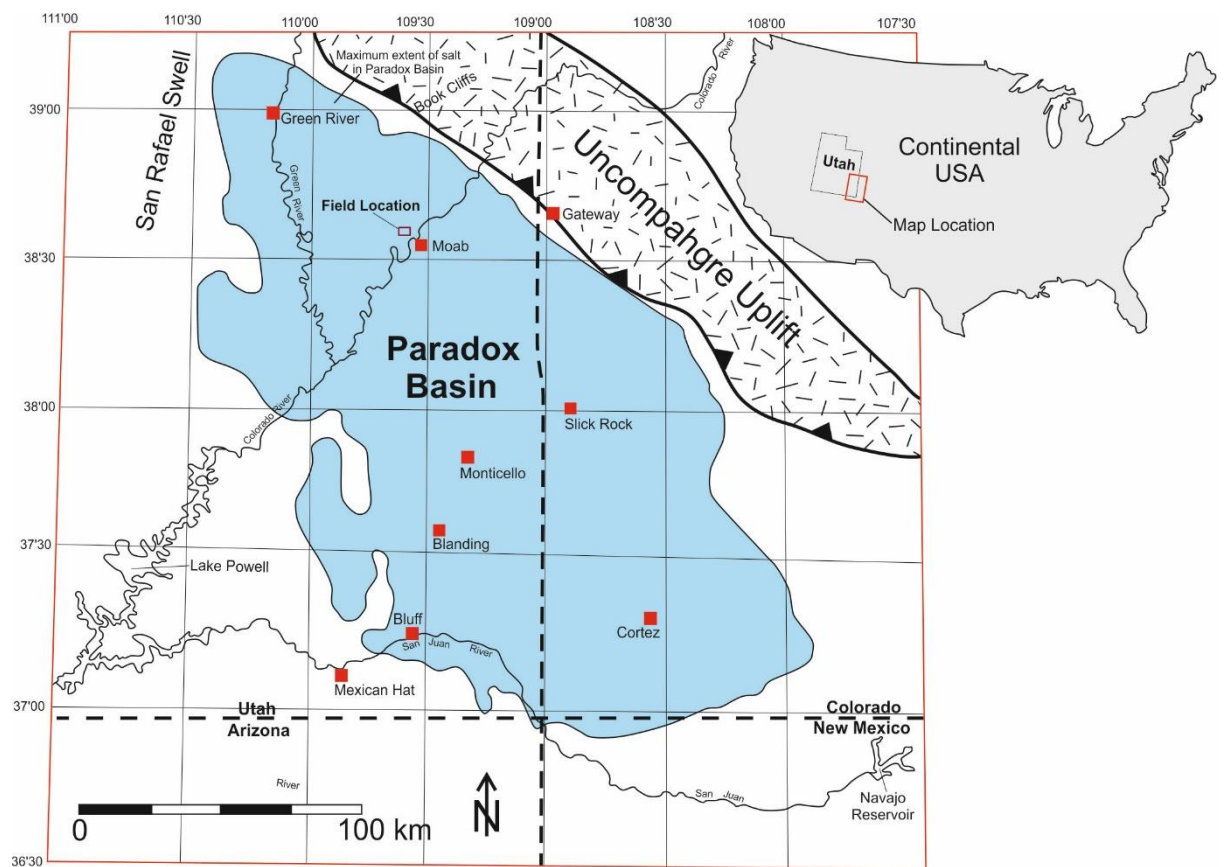 111'00
110'30
110'00
109'30
109'00
108'30
108'00
107'30
39'00
38'30
38'00
37'30
37'00
36'30
San Rafael Swell
Maximum extent of salt
in Paradox Basin
Book Cliffs
Colorado River
Green River
Green River
Field Location
Moab
Gateway
Uncompahgre Uplift
Continental
USA
Utah
Map Location
Paradox
Basin
Slick Rock
Colorado River
Monticello
Blanding
Lake Powell
Bluff
San Juan River
Cortez
Mexican Hat
Utah
Arizona
Colorado
New Mexico
River
San Juan
Navajo
Reservoir
0
100 km
N